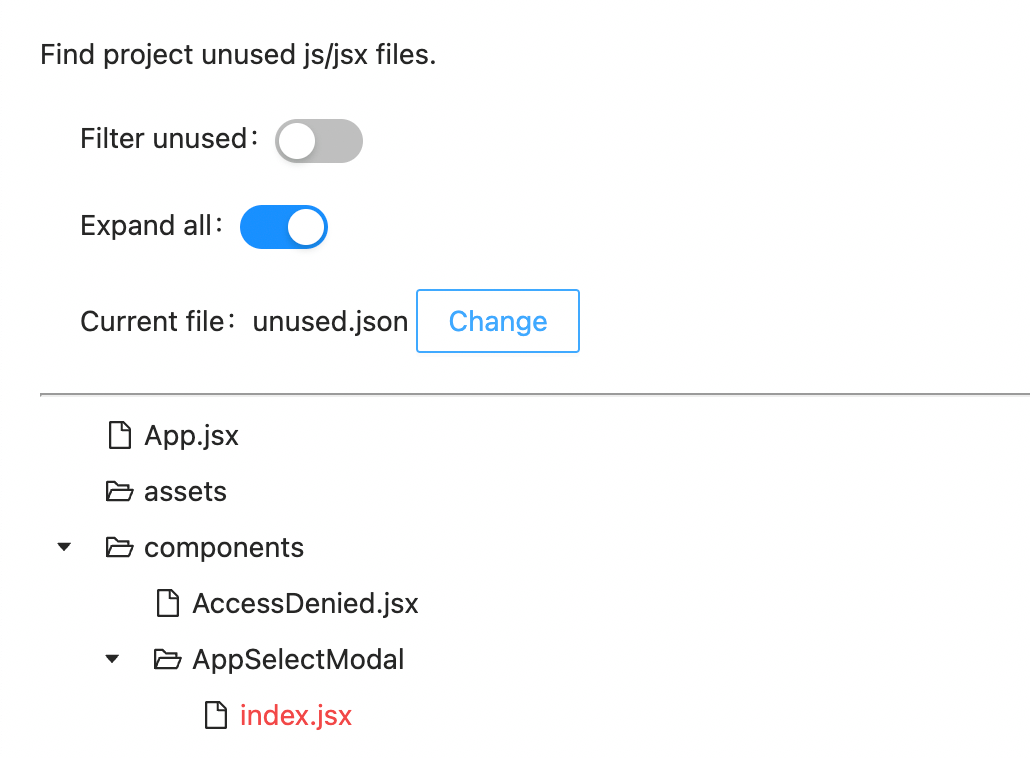 Find project unused js/jsx files.
Filter unused:
Expand all:
Current file: unused.json Change
App.jsx
assets
components
AccessDenied.jsx
AppSelectModal
index.jsx